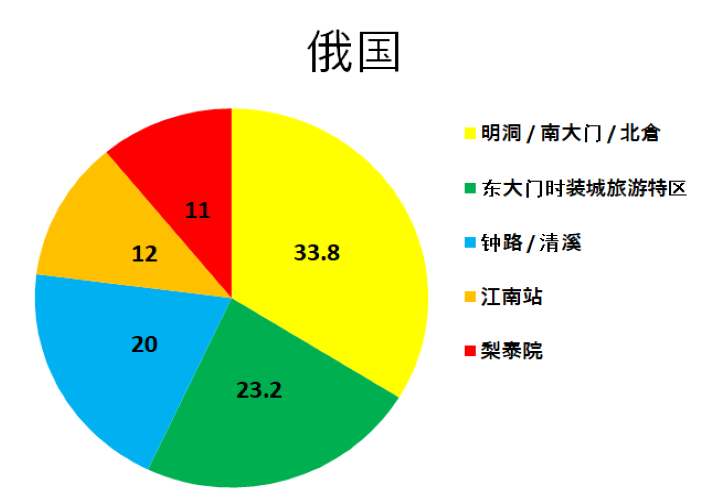 俄国
明洞 / 南大门 / 北倉
东大门时装城旅游特区
钟路 / 清溪
江南站
梨泰院
11
33.8
12
20
23.2